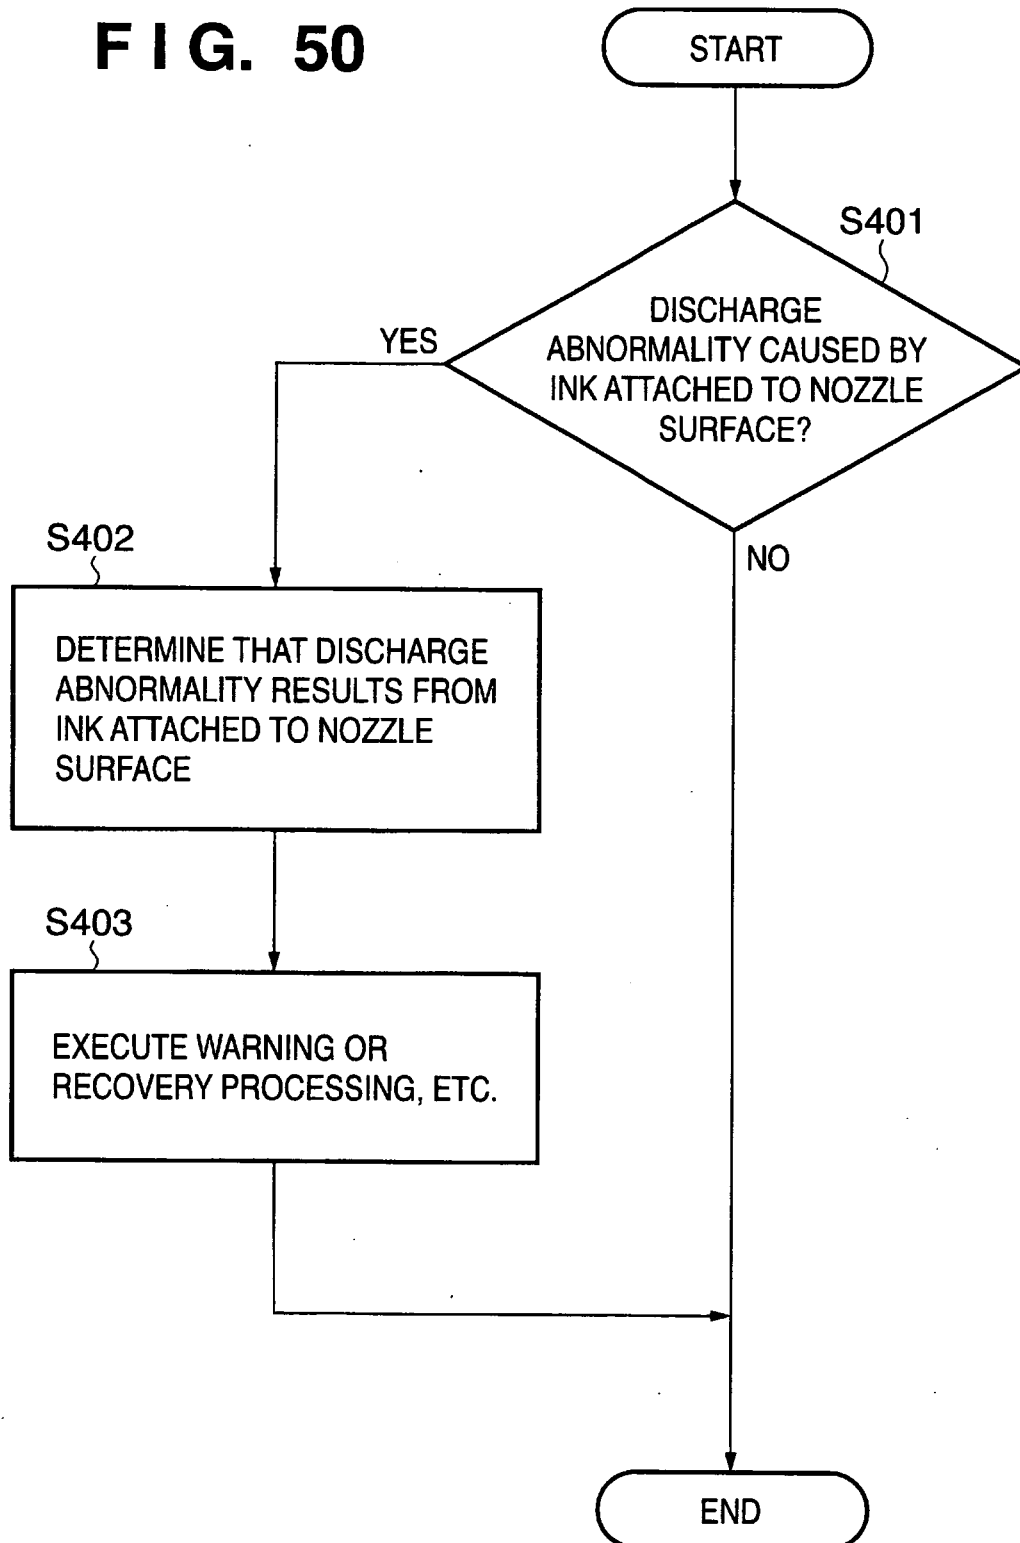 FIG. 50
START
S401
DISCHARGE
ABNORMALITY CAUSED BY
INK ATTACHED TO NOZZLE
SURFACE?
YES
NO
S402
DETERMINE THAT DISCHARGE
ABNORMALITY RESULTS FROM
INK ATTACHED TO NOZZLE
SURFACE
S403
EXECUTE WARNING OR
RECOVERY PROCESSING, ETC.
END